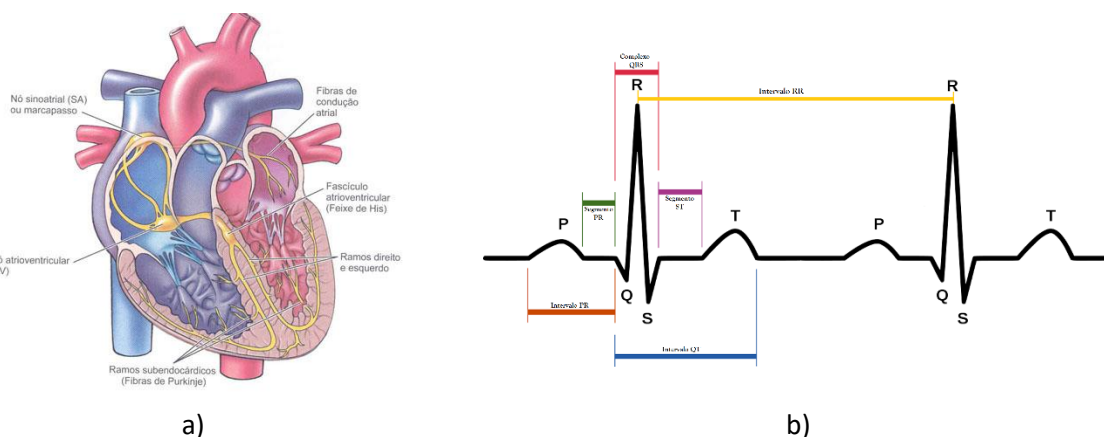 Nó sinoatrial (SA)
ou marcapasso
Fibras de
condução
atrial
Fascículo
atrioventricular
(Feixe de His)
atrioventricular
V)
Ramos direito
e esquerdo
Ramos subendocárdicos
(Fibras de Purkinje)
a)
Complexo
QRS
R
Intervalo RR
R
Segmento
PR
Segmento
ST
P
T
P
T
Q
S
Q
S
Intervalo PR
Intervalo QT
b)